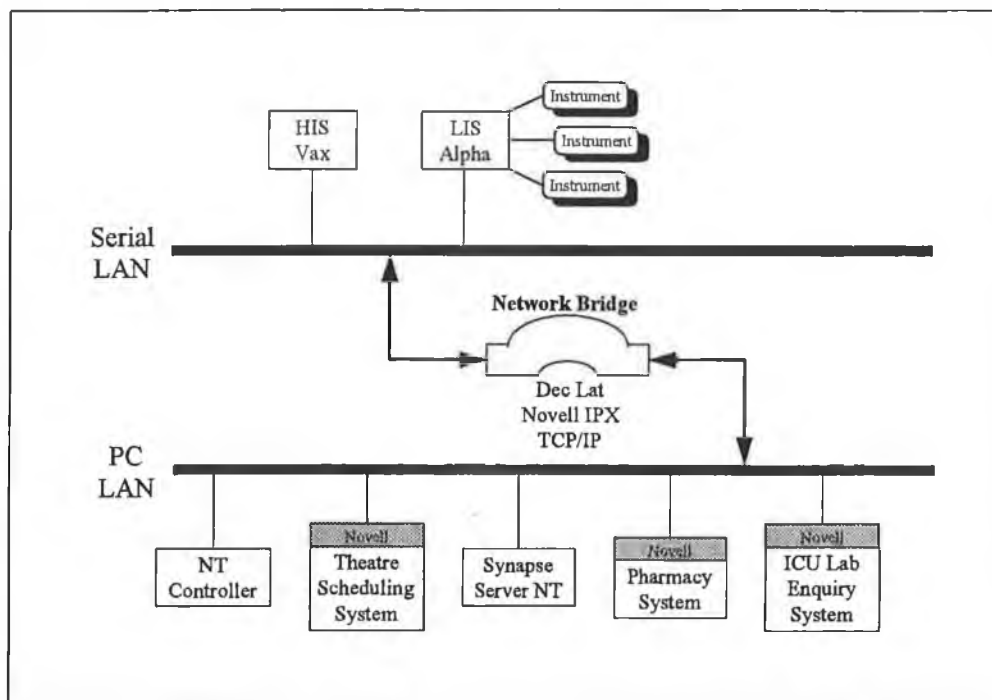 HIS
Vax
LIS
Alpha
Instrument
Instrument
Instrument
Serial
LAN
Network Bridge
Dec Lat
Novell IPX
TCP/IP
PC
LAN
NT
Controller
Novell
Theatre
Scheduling
System
Synapse
Server NT
Novell
Pharmacy
System
Novell
ICU Lab
Enquiry
System